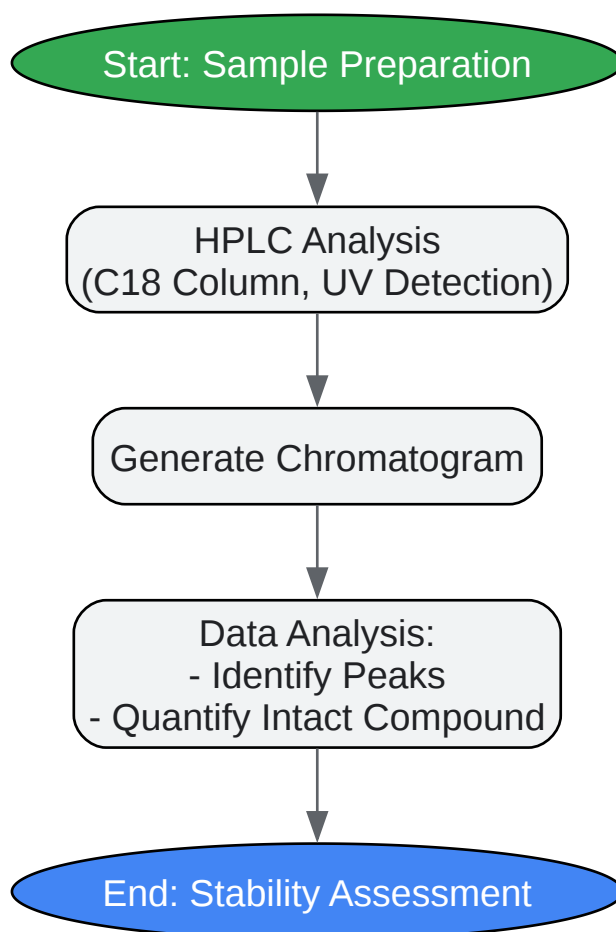 Start: Sample Preparation
HPLC Analysis
(C18 Column, UV Detection)
Generate Chromatogram
Data Analysis:
- Identify Peaks
- Quantify Intact Compound
End: Stability Assessment